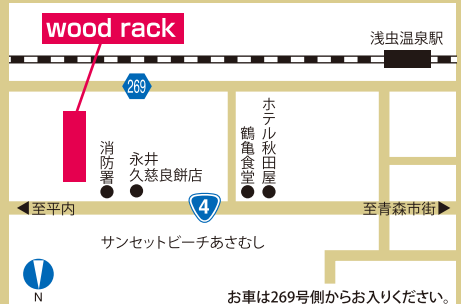 wood rack
浅虫温泉駅
269
消防署
永井
久慈良餅店
鶴亀食堂
ホテル秋田屋
4
◀至平内
至青森市街▶
サンセットビーチあさむし
N
お車は269号側からお入りください。